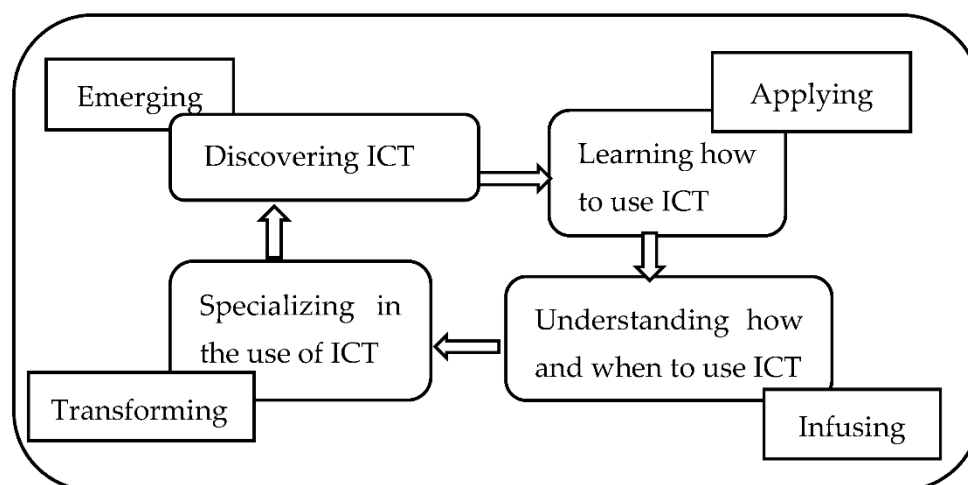 Emerging
Discovering ICT
Applying
Learning how
to use ICT
Understanding how
and when to use ICT
Infusing
Specializing in
the use of ICT
Transforming